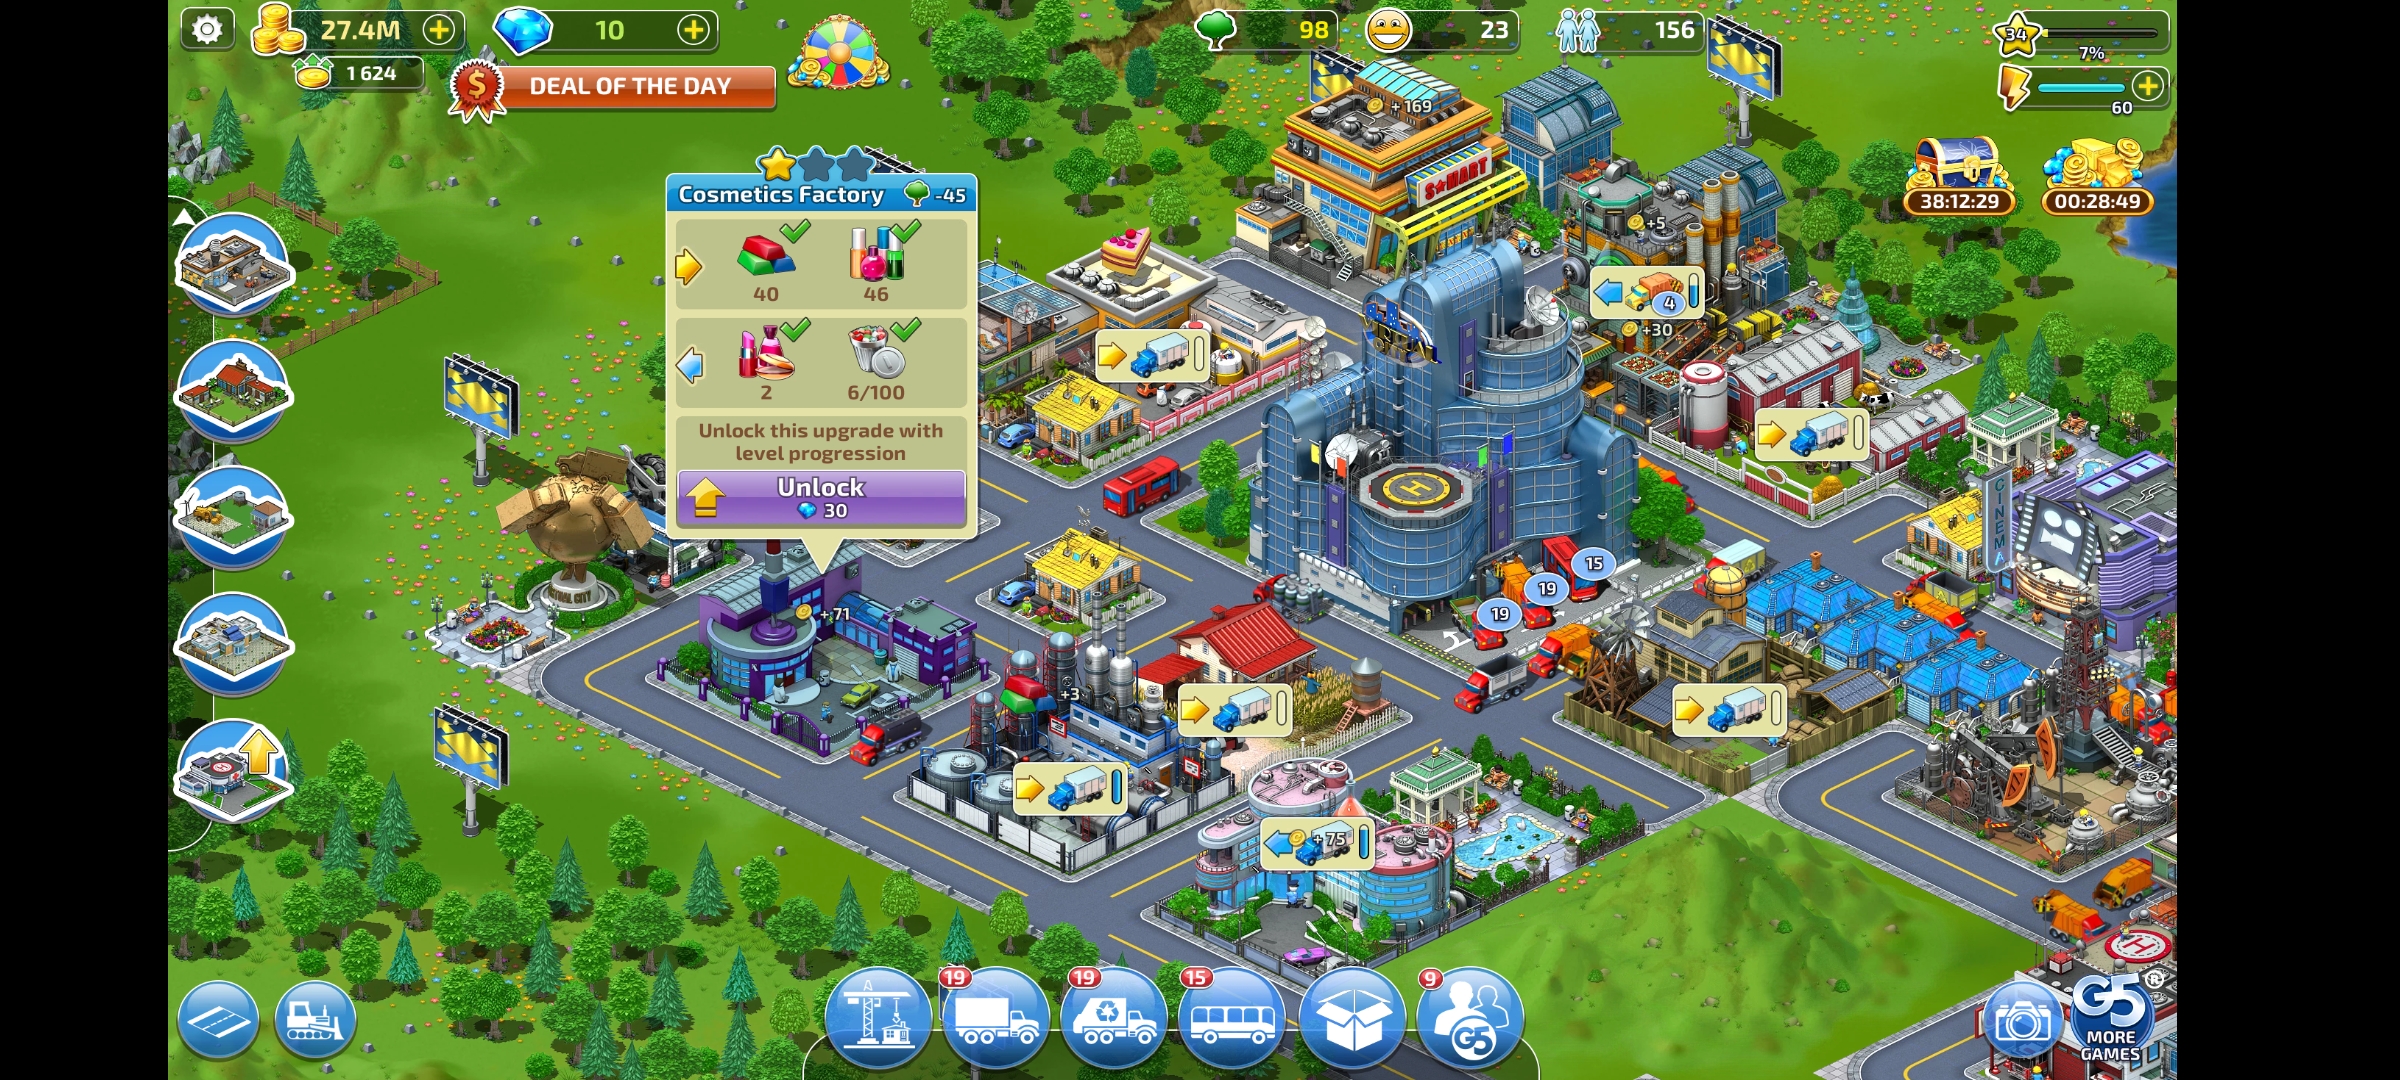 27.4M
10
98
23
156
34
7%
1 624
DEAL OF THE DAY
60
+169
S★MART
Cosmetics Factory
-45
38:12:29
00:28:49
+5
40
46
4
+30
2
6/100
Unlock this upgrade with
level progression
Unlock
30
CINEMA
15
19
19
+71
+3
+75
19
19
15
9
G5
G5®
MORE
GAMES